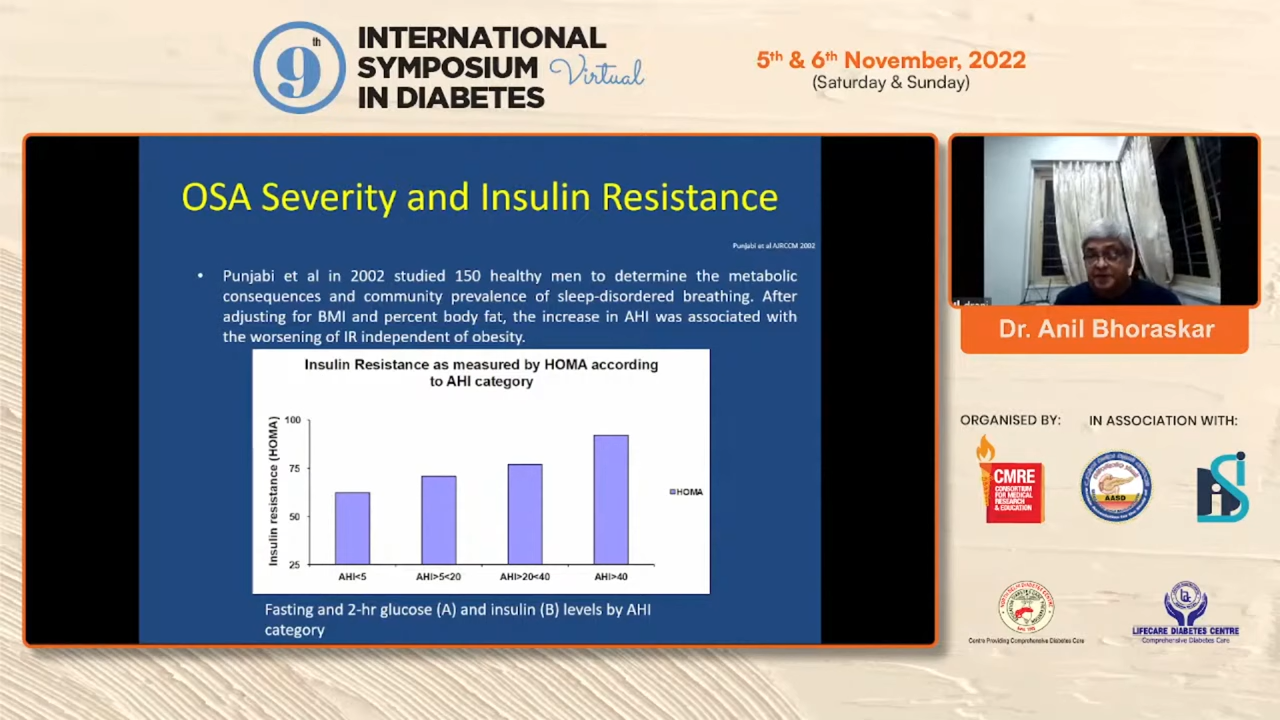 9th
INTERNATIONAL
SYMPOSIUM Virtual
IN DIABETES
5th & 6th November, 2022
(Saturday & Sunday)
OSA Severity and Insulin Resistance
Punjabi et al AJRCCM 2002
• Punjabi et al in 2002 studied 150 healthy men to determine the metabolic
consequences and community prevalence of sleep-disordered breathing. After
adjusting for BMI and percent body fat, the increase in AHI was associated with
the worsening of IR independent of obesity.
Insulin Resistance as measured by HOMA according
to AHI category
Insulin resistance (HOMA)
100
75
50
25
AHI<5 AHI>5<20 AHI>20<40 AHI>40
HOMA
Fasting and 2-hr glucose (A) and insulin (B) levels by AHI
category
Dr. Anil Bhoraskar
ORGANISED BY:
IN ASSOCIATION WITH:
CMRE
CONSORTIUM
FOR MEDICAL
RESEARCH
& EDUCATION
AASD
Centre Providing Comprehensive Diabetes Care
LIFECARE DIABETES CENTRE
Comprehensive Diabetes Care